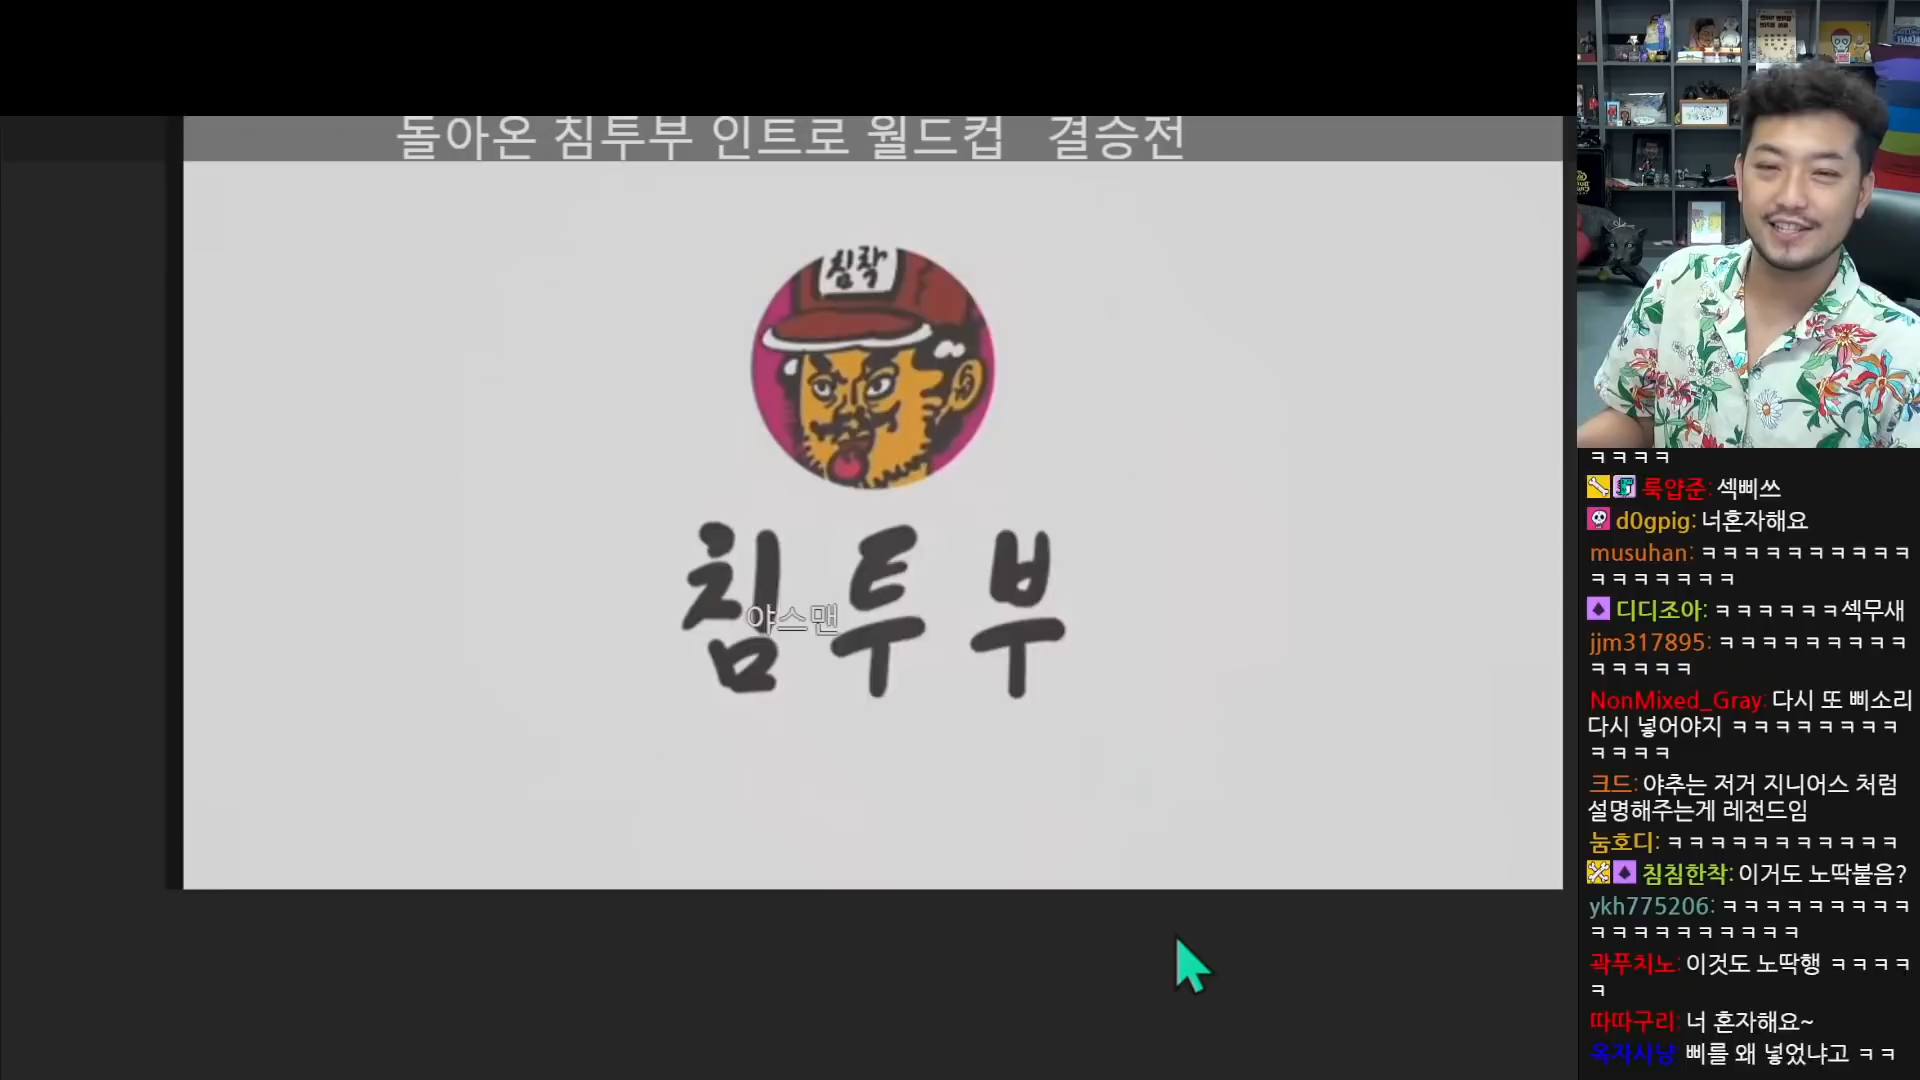 돌아온 침투부 인트로 월드컵 결승전
침착
침투부
야스맨
ㅋㅋㅋㅋ
룩얍준: 섹삐쓰
d0gpig: 너혼자해요
musuhan: ㅋㅋㅋㅋㅋㅋㅋㅋㅋㅋ
ㅋㅋㅋㅋㅋㅋㅋ
디디조아: ㅋㅋㅋㅋㅋㅋ섹무새
jjm317895: ㅋㅋㅋㅋㅋㅋㅋㅋㅋ
ㅋㅋㅋㅋㅋ
NonMixed_Gray: 다시 또 삐소리
다시 넣어야지 ㅋㅋㅋㅋㅋㅋㅋㅋ
ㅋㅋㅋㅋ
크드: 야추는 저거 지니어스 처럼
설명해주는게 레전드임
눔호디: ㅋㅋㅋㅋㅋㅋㅋㅋㅋㅋㅋ
침침한착: 이거도 노딱붙음?
ykh775206: ㅋㅋㅋㅋㅋㅋㅋㅋㅋ
ㅋㅋㅋㅋㅋㅋㅋㅋㅋㅋ
곽푸치노: 이것도 노딱행 ㅋㅋㅋㅋ
ㅋ
따따구리: 너 혼자해요~
옥자사냥: 삐를 왜 넣었냐고 ㅋㅋ